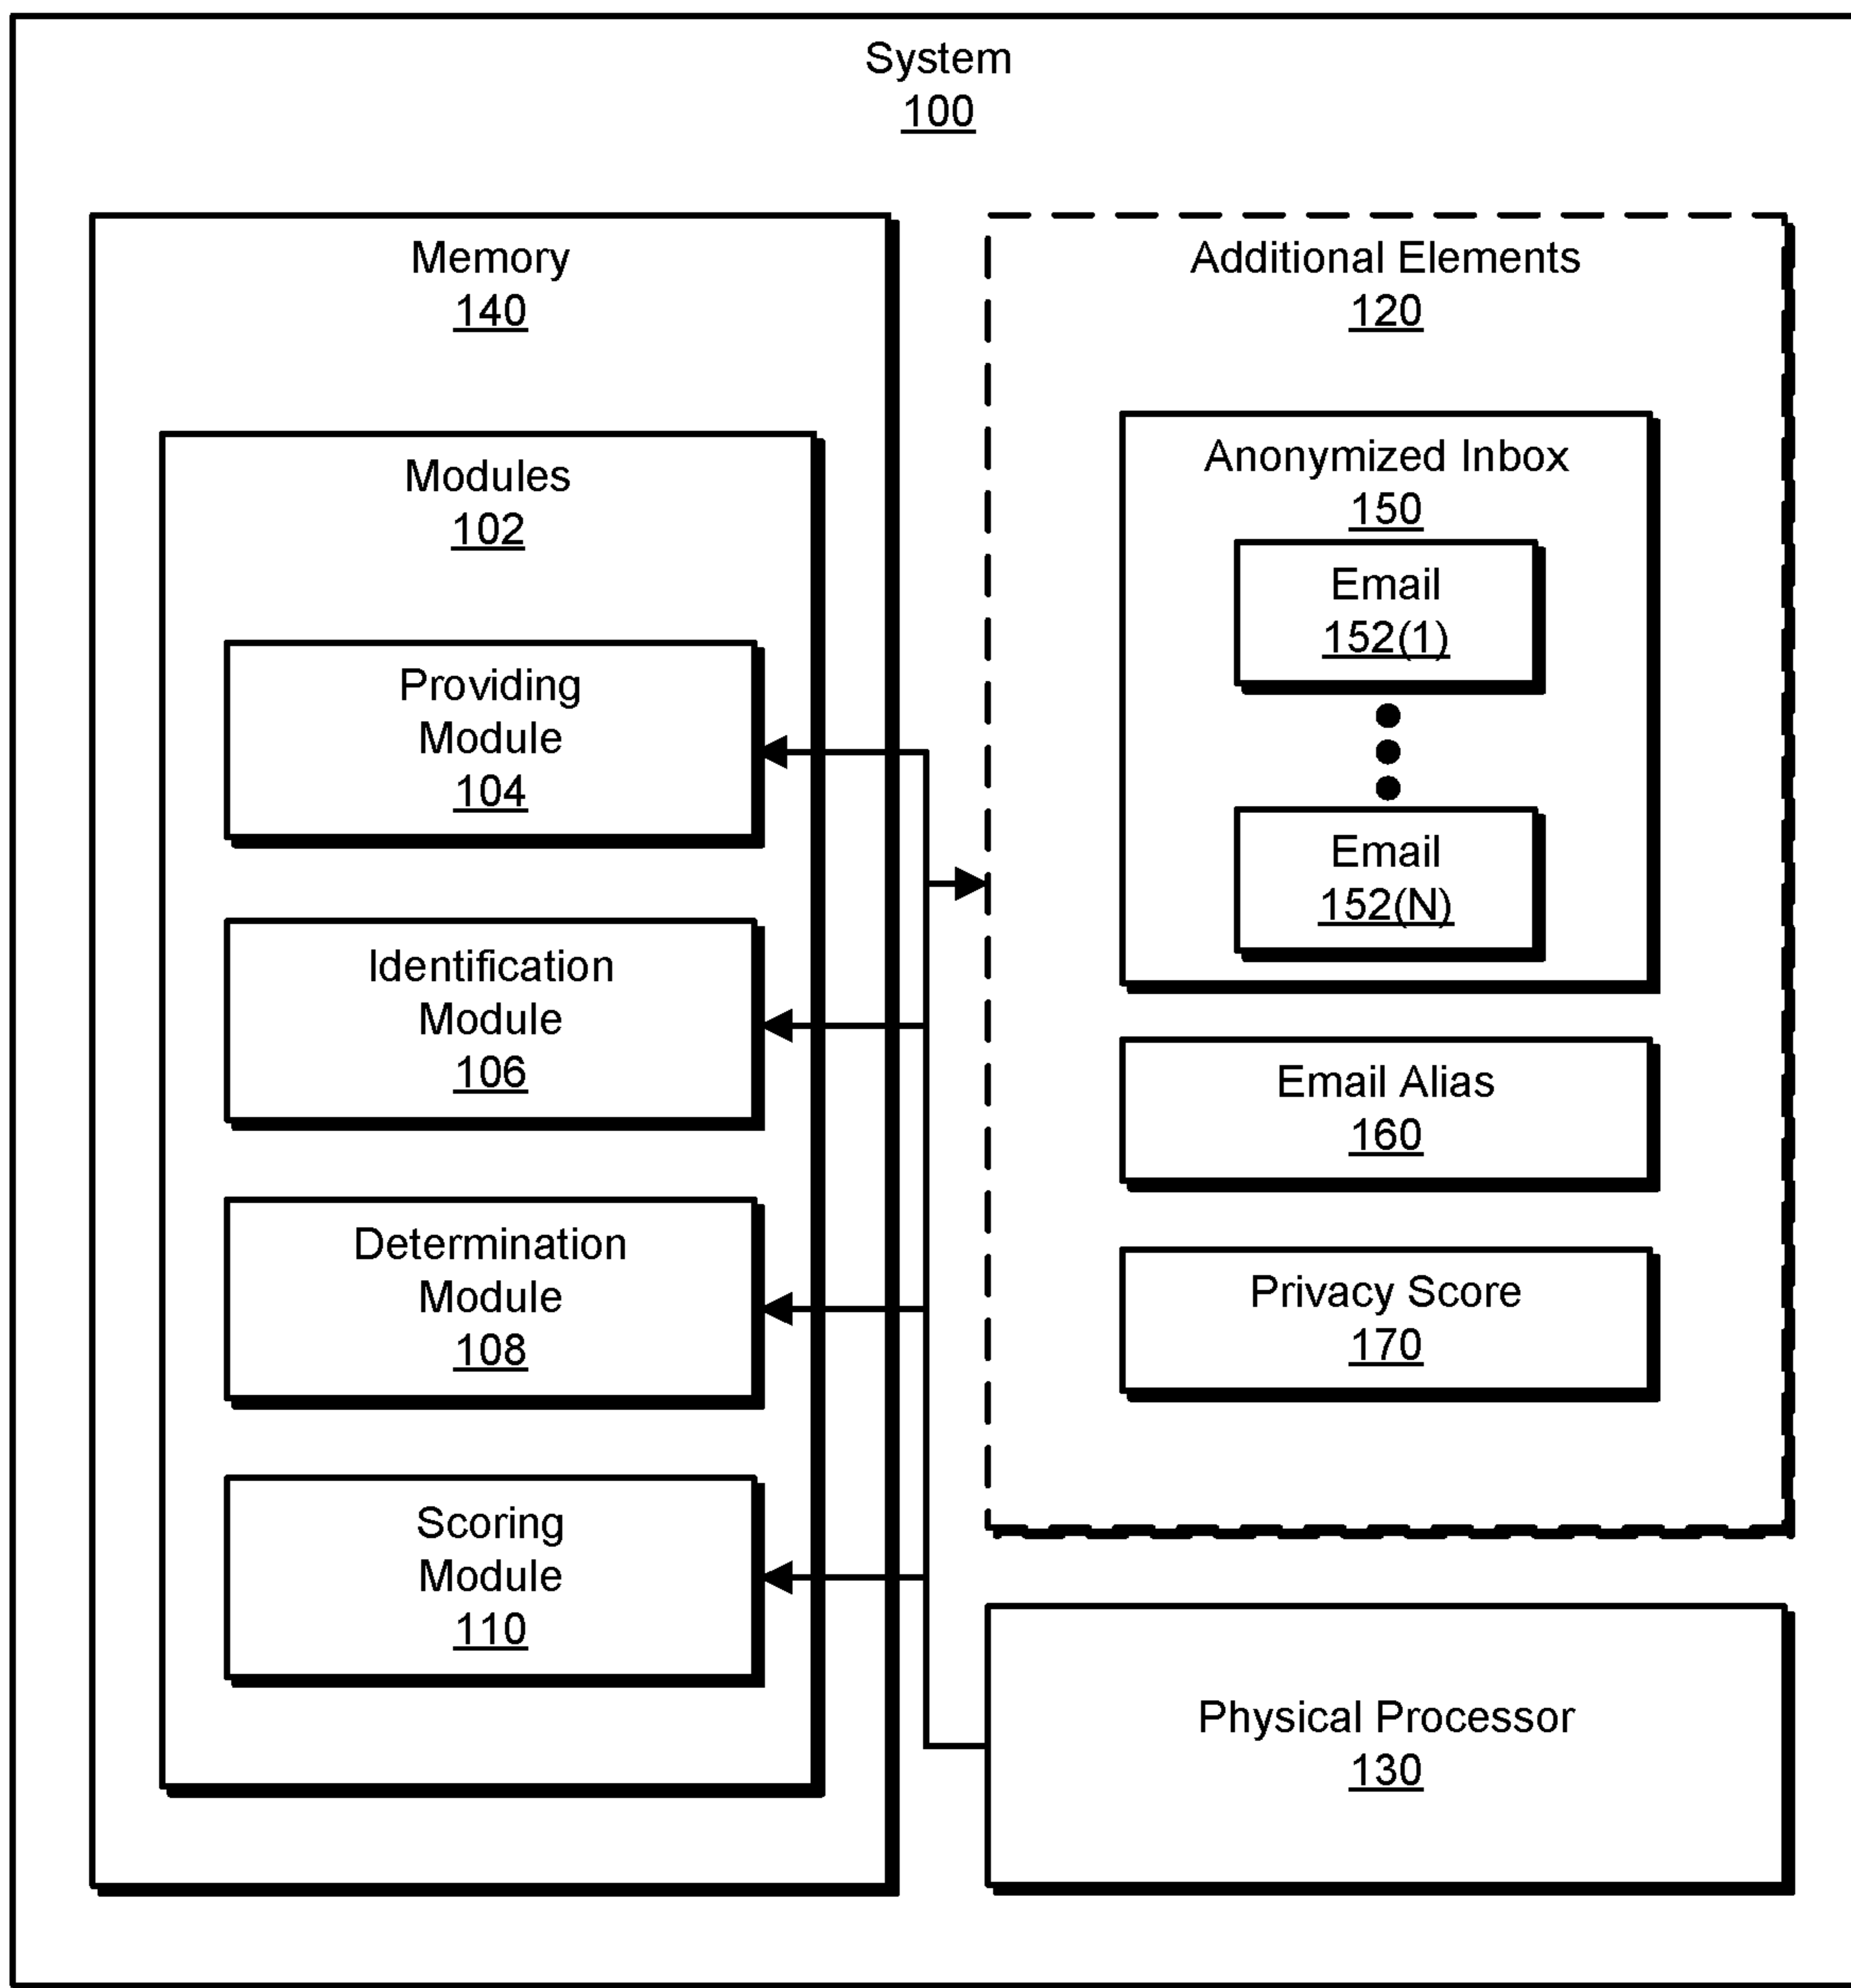 System
100
Memory
140
Modules
102
Providing
Module
104
Identification
Module
106
Determination
Module
108
Scoring
Module
110
Additional Elements
120
Anonymized Inbox
150
Email
152(1)
Email
152(N)
Email Alias
160
Privacy Score
170
Physical Processor
130